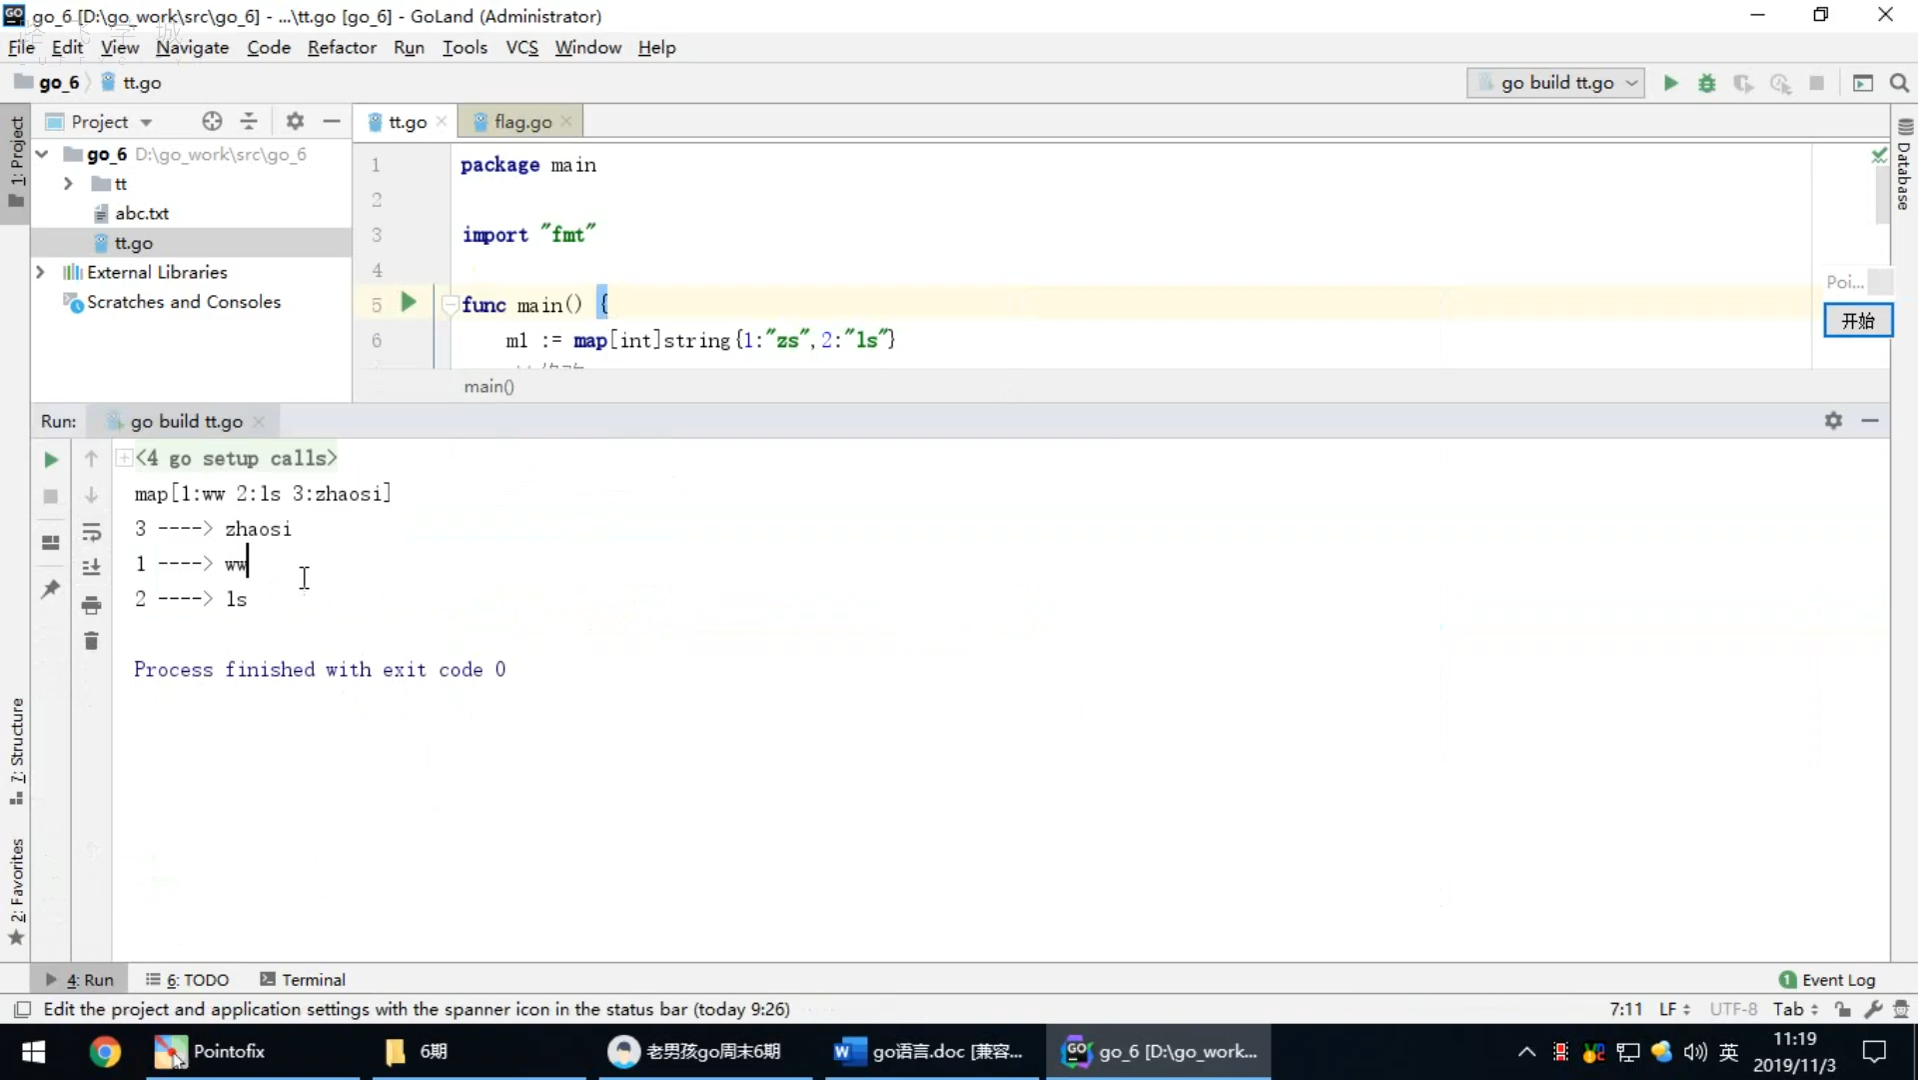 go_6 [D:\go_work\src\go_6] - ...\tt.go [go_6] - GoLand (Administrator)
File Edit View Navigate Code Refactor Run Tools VCS Window Help
go_6 tt.go go build tt.go
1: Project
Project
tt.go flag.go
go_6 D:\go_work\src\go_6
tt
abc.txt
tt.go
External Libraries
Scratches and Consoles
1 package main
2
3 import "fmt"
4
5 func main() {
6 m1 := map[int]string{1:"zs",2:"ls"}
main()
Database
Poi...
开始
Run: go build tt.go
<4 go setup calls>
map[1:ww 2:ls 3:zhaosi]
3 ----> zhaosi
1 ----> ww
2 ----> ls
Process finished with exit code 0
7: Structure
2: Favorites
4: Run 6: TODO Terminal 1 Event Log
Edit the project and application settings with the spanner icon in the status bar (today 9:26) 7:11 LF UTF-8 Tab
Pointofix 6期 老男孩go周末6期 go语言.doc [兼容... go_6 [D:\go_work... 英 11:19
2019/11/3